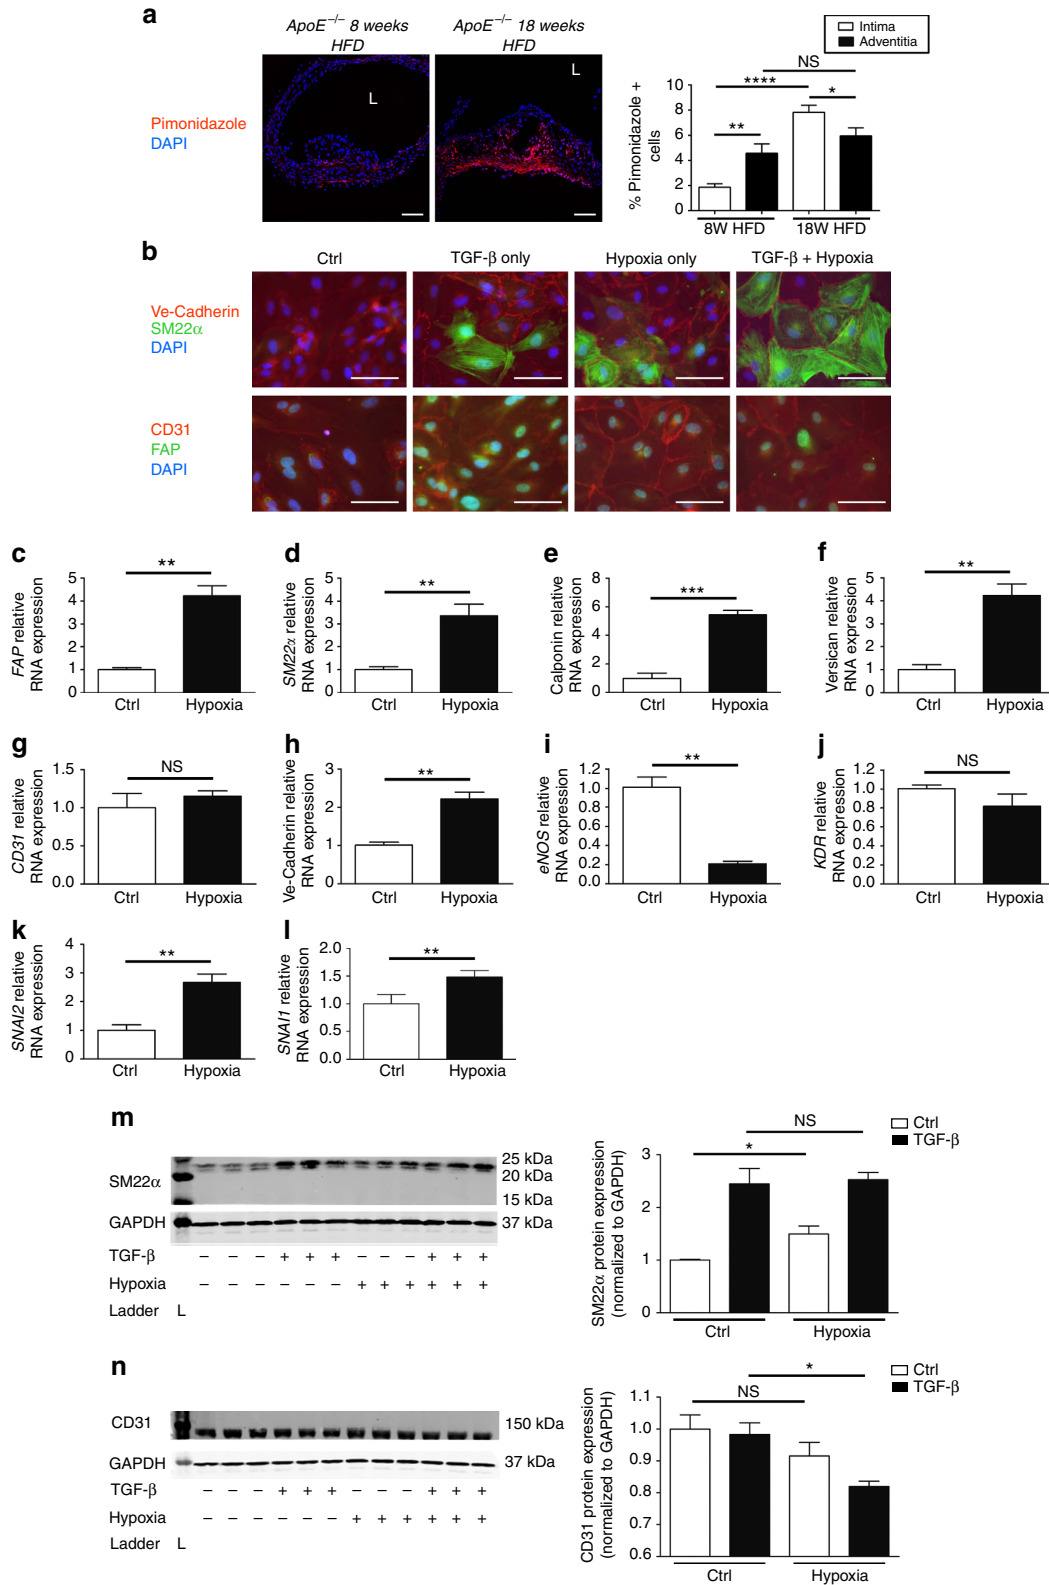 a
ApoE−/− 8 weeks HFD
ApoE−/− 18 weeks HFD
Pimonidazole
DAPI
L
L
Intima
Adventitia
% Pimonidazole + cells
10
8
6
4
2
0
****
**
NS
*
8W HFD
18W HFD
b
Ctrl
TGF-β only
Hypoxia only
TGF-β + Hypoxia
Ve-Cadherin
SM22α
DAPI
CD31
FAP
DAPI
c
FAP relative RNA expression
5
4
3
2
1
0
**
Ctrl
Hypoxia
d
SM22α relative RNA expression
5
4
3
2
1
0
**
Ctrl
Hypoxia
e
Calponin relative RNA expression
8
6
4
2
0
***
Ctrl
Hypoxia
f
Versican relative RNA expression
5
4
3
2
1
0
**
Ctrl
Hypoxia
g
CD31 relative RNA expression
1.5
1.0
0.5
0.0
NS
Ctrl
Hypoxia
h
Ve-Cadherin relative RNA expression
3
2
1
0
**
Ctrl
Hypoxia
i
eNOS relative RNA expression
1.2
1.0
0.8
0.6
0.4
0.2
0.0
**
Ctrl
Hypoxia
j
KDR relative RNA expression
1.2
1.0
0.8
0.6
0.4
0.2
0.0
NS
Ctrl
Hypoxia
k
SNAI2 relative RNA expression
4
3
2
1
0
**
Ctrl
Hypoxia
l
SNAI1 relative RNA expression
2.0
1.5
1.0
0.5
0.0
**
Ctrl
Hypoxia
m
SM22α
25 kDa
20 kDa
15 kDa
GAPDH
37 kDa
TGF-β − − − + + + − − − + + +
Hypoxia − − − − − − + + + + + +
Ladder L
SM22α protein expression (normalized to GAPDH)
3
2
1
0
*
NS
Ctrl
TGF-β
Ctrl
Hypoxia
n
CD31
150 kDa
GAPDH
37 kDa
TGF-β − − − + + + − − − + + +
Hypoxia − − − − − − + + + + + +
Ladder L
CD31 protein expression (normalized to GAPDH)
1.1
1.0
0.9
0.8
0.7
0.6
NS
*
Ctrl
TGF-β
Ctrl
Hypoxia